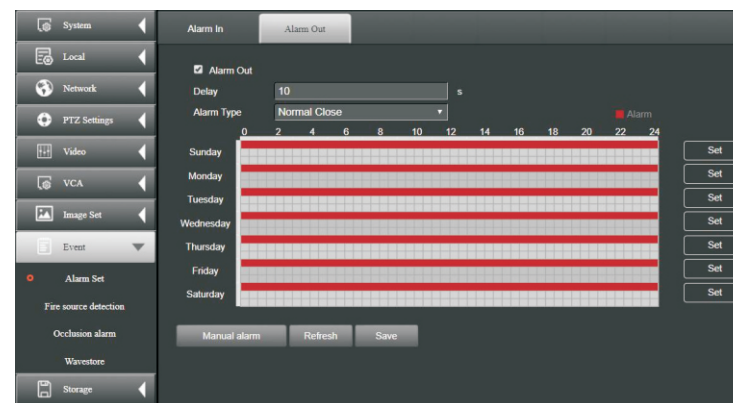 System
Local
Network
PTZ Settings
Video
VCA
Image Set
Event
Alarm Set
Fire source detection
Occlusion alarm
Wavestore
Storage
Alarm In
Alarm Out
Alarm Out
Delay 10 s
Alarm Type Normal Close
Alarm
0 2 4 6 8 10 12 14 16 18 20 22 24
Sunday Set
Monday Set
Tuesday Set
Wednesday Set
Thursday Set
Friday Set
Saturday Set
Manual alarm Refresh Save